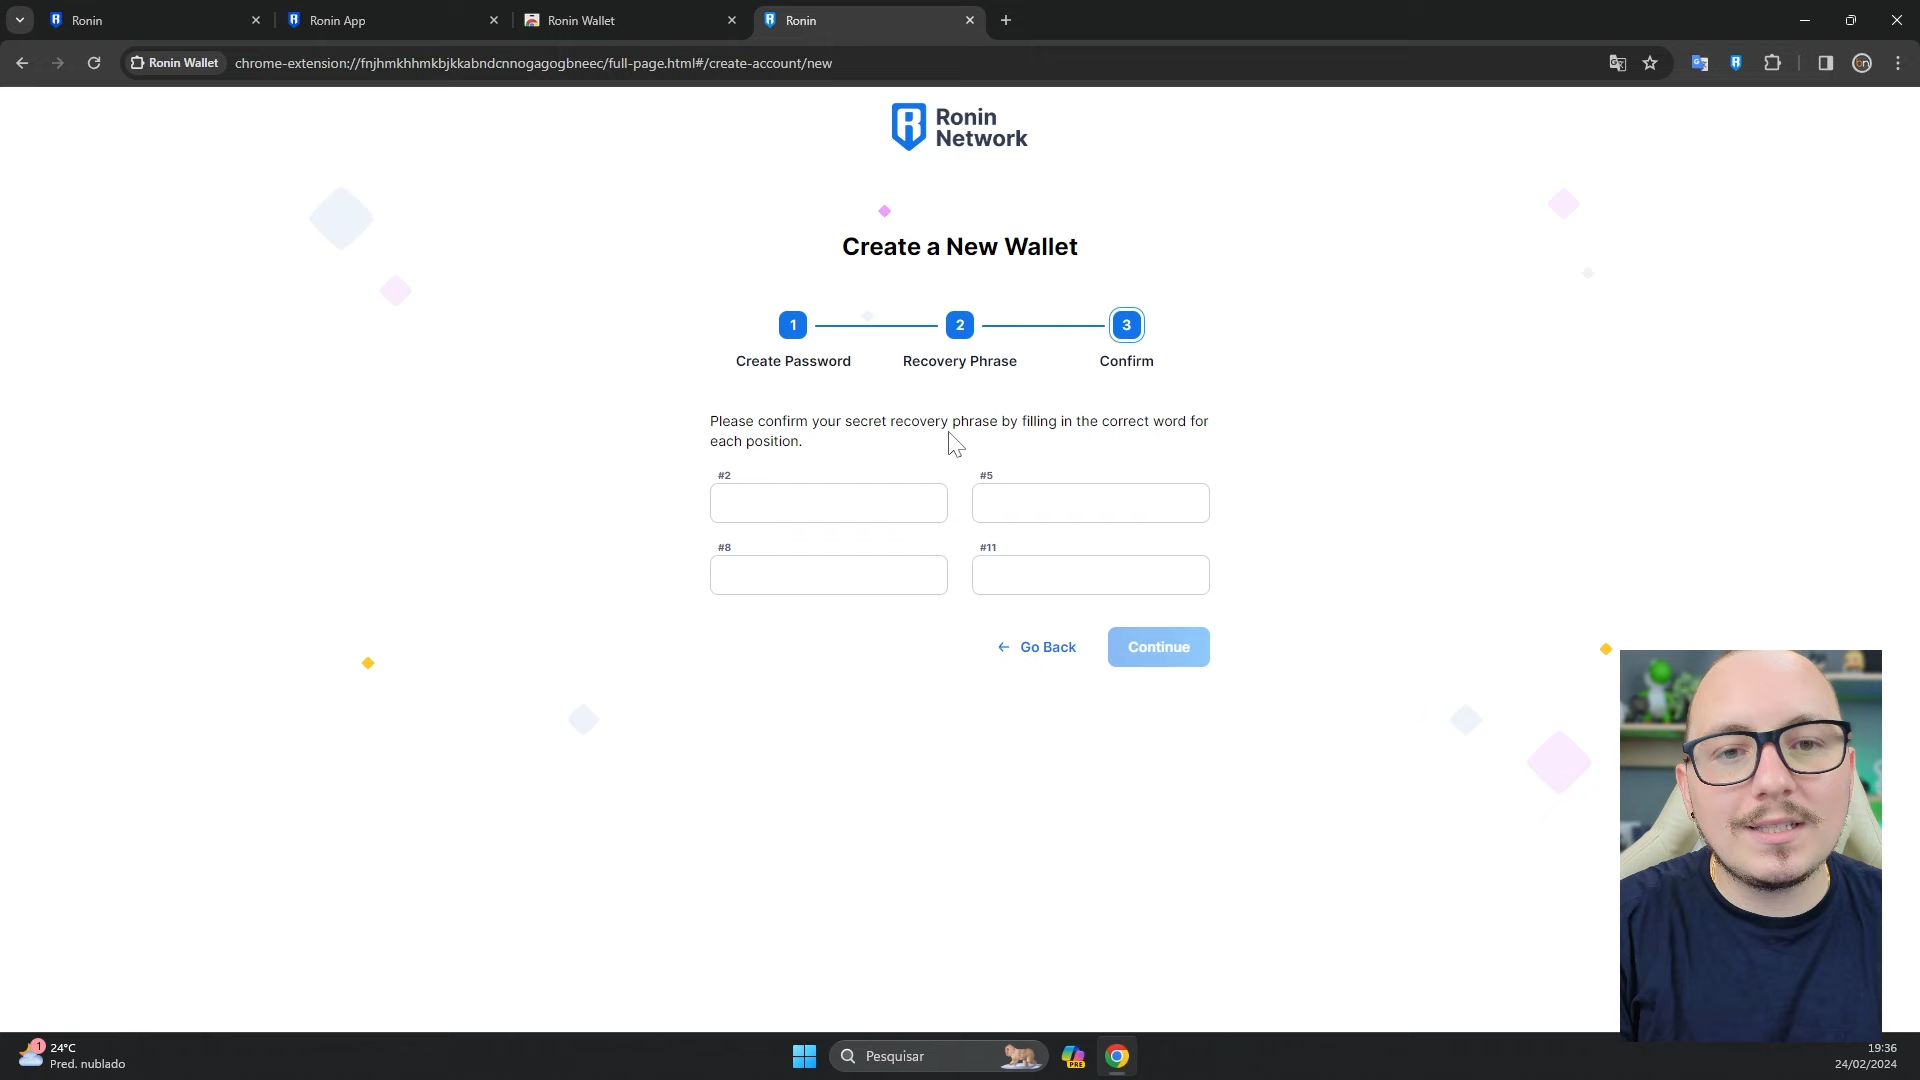 Ronin
Ronin App
Ronin Wallet
Ronin
Ronin Wallet
chrome-extension://fnjhmkhhmkbjkkabndcnnogagogbneec/full-page.html#/create-account/new
Ronin
Network
Create a New Wallet
1
2
3
Create Password
Recovery Phrase
Confirm
Please confirm your secret recovery phrase by filling in the correct word for
each position.
#2
#5
#8
#11
Go Back
Continue
1
24°C
Pred. nublado
Pesquisar
PRE
19:36
24/02/2024